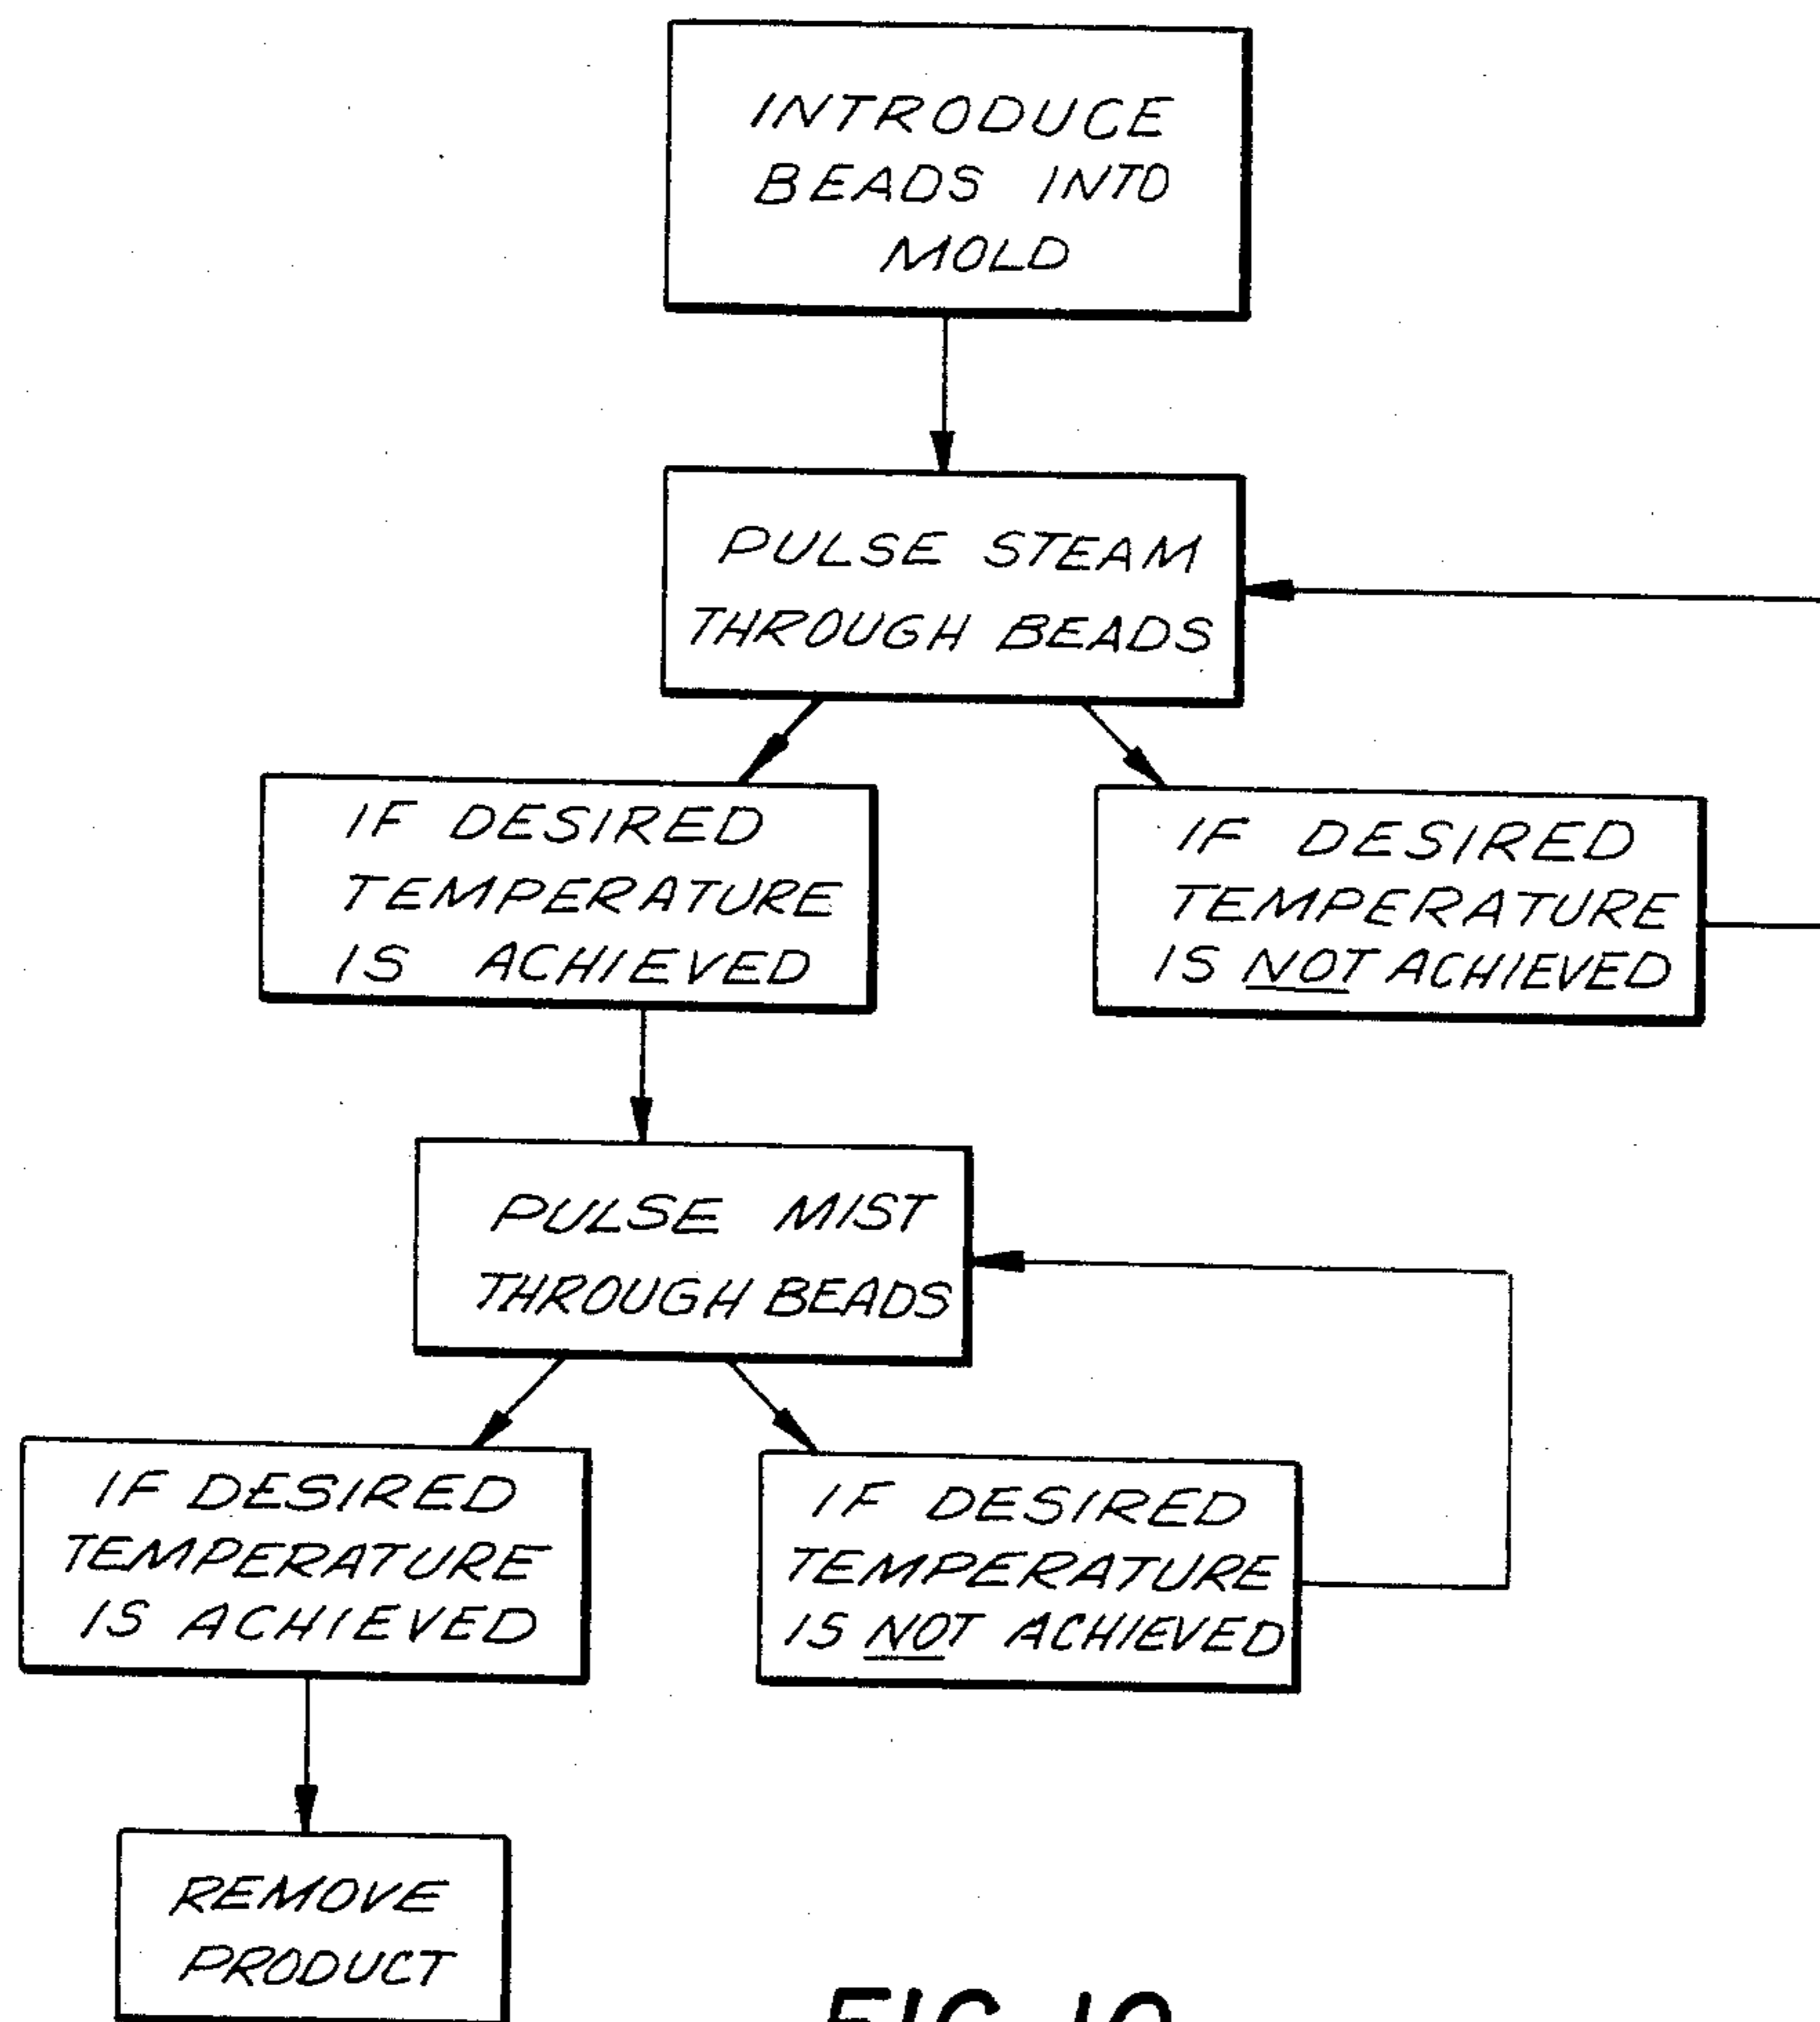 INTRODUCE
BEADS INTO
MOLD
PULSE STEAM
THROUGH BEADS
IF DESIRED
TEMPERATURE
IS ACHIEVED
IF DESIRED
TEMPERATURE
IS NOT ACHIEVED
PULSE MIST
THROUGH BEADS
IF DESIRED
TEMPERATURE
IS ACHIEVED
IF DESIRED
TEMPERATURE
IS NOT ACHIEVED
REMOVE
PRODUCT